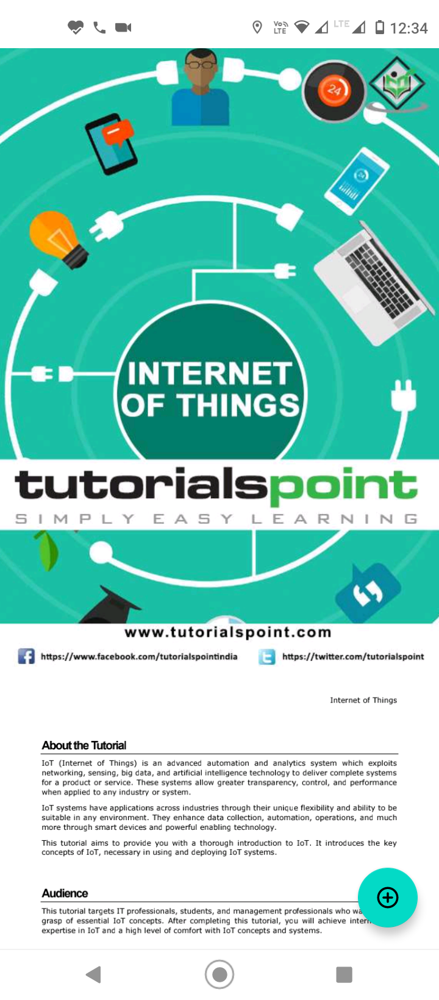 Vo
LTE
LTE
12:34
24
24
INTERNET
OF THINGS
tutorialspoint
SIMPLY EASY LEARNING
www.tutorialspoint.com
https://www.facebook.com/tutorialspointindia
https://twitter.com/tutorialspoint
Internet of Things
About the Tutorial
IoT (Internet of Things) is an advanced automation and analytics system which exploits
networking, sensing, big data, and artificial intelligence technology to deliver complete systems
for a product or service. These systems allow greater transparency, control, and performance
when applied to any industry or system.
IoT systems have applications across industries through their unique flexibility and ability to be
suitable in any environment. They enhance data collection, automation, operations, and much
more through smart devices and powerful enabling technology.
This tutorial aims to provide you with a thorough introduction to IoT. It introduces the key
concepts of IoT, necessary in using and deploying IoT systems.
Audience
This tutorial targets IT professionals, students, and management professionals who
grasp of essential IoT concepts. After completing this tutorial, you will achieve
expertise in IoT and a high level of comfort with IoT concepts and systems.